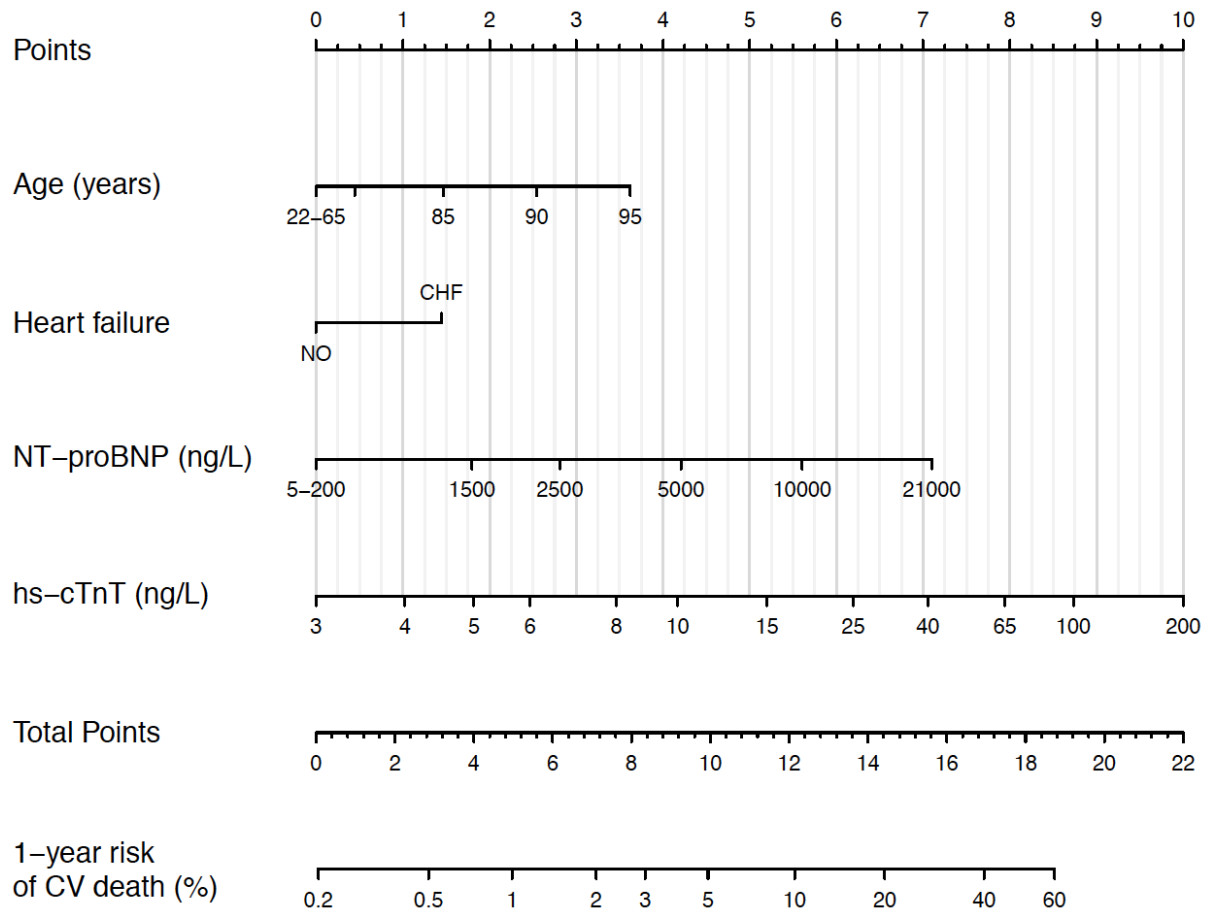 0 1 2 3 4 5 6 7 8 9 10
Points
Age (years)
22–65 85 90 95
CHF
Heart failure
NO
NT–proBNP (ng/L)
5–200 1500 2500 5000 10000 21000
hs–cTnT (ng/L)
3 4 5 6 8 10 15 25 40 65 100 200
Total Points
0 2 4 6 8 10 12 14 16 18 20 22
1–year risk
of CV death (%)
0.2 0.5 1 2 3 5 10 20 40 60